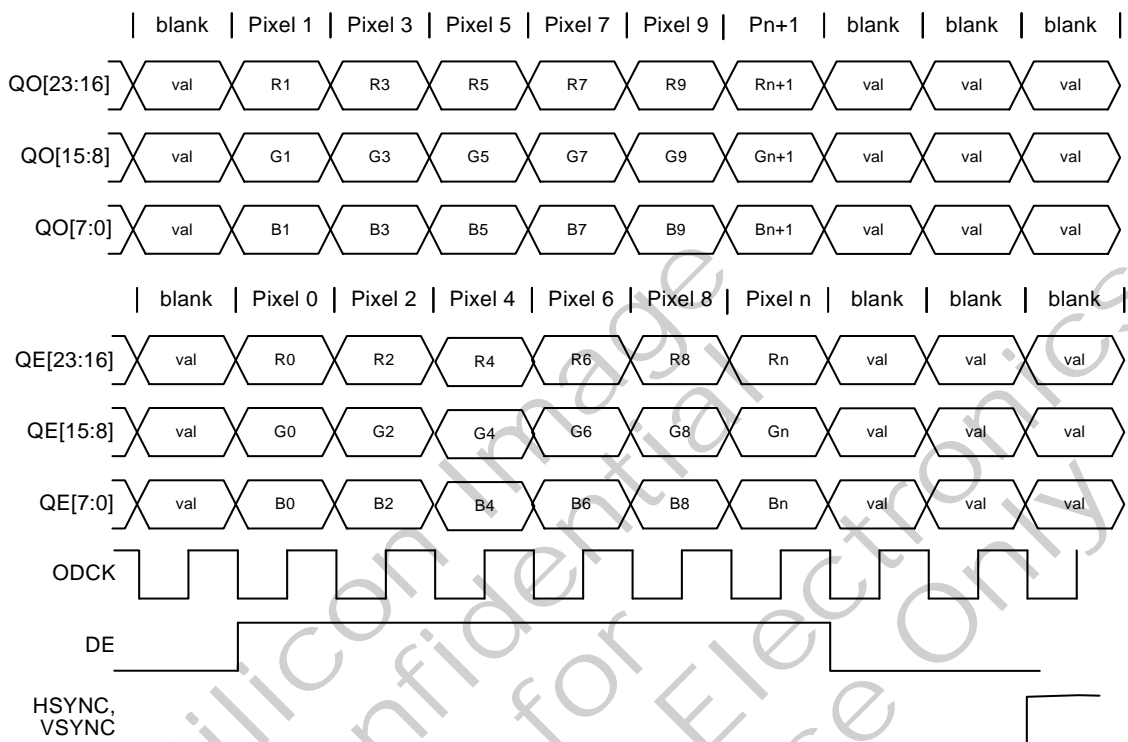 blank Pixel 1 Pixel 3 Pixel 5 Pixel 7 Pixel 9 Pn+1 blank blank blank
QO[23:16] val R1 R3 R5 R7 R9 Rn+1 val val val
QO[15:8] val G1 G3 G5 G7 G9 Gn+1 val val val
QO[7:0] val B1 B3 B5 B7 B9 Bn+1 val val val
blank Pixel 0 Pixel 2 Pixel 4 Pixel 6 Pixel 8 Pixel n blank blank blank
QE[23:16] val R0 R2 R4 R6 R8 Rn val val val
QE[15:8] val G0 G2 G4 G6 G8 Gn val val val
QE[7:0] val B0 B2 B4 B6 B8 Bn val val val
ODCK
DE
HSYNC,
VSYNC
Image
for
Electronics
Only